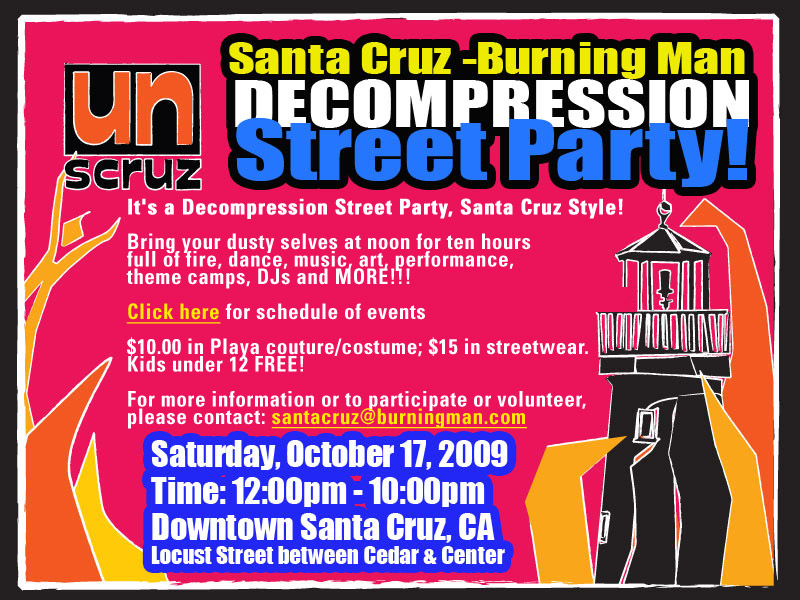 un
scruz
Santa Cruz -Burning Man
DECOMPRESSION
Street Party!
It's a Decompression Street Party, Santa Cruz Style!
Bring your dusty selves at noon for ten hours
full of fire, dance, music, art, performance,
theme camps, DJs and MORE!!!
Click here for schedule of events
$10.00 in Playa couture/costume; $15 in streetwear.
Kids under 12 FREE!
For more information or to participate or volunteer,
please contact: santacruz@burningman.com
Saturday, October 17, 2009
Time: 12:00pm - 10:00pm
Downtown Santa Cruz, CA
Locust Street between Cedar & Center